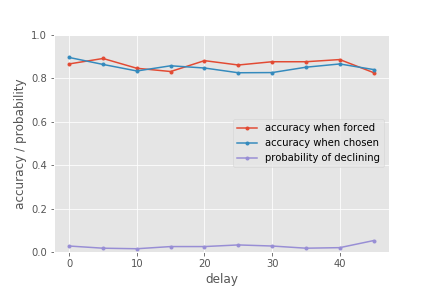 1.0
0.8
0.6
0.4
0.2
0.0
accuracy / probability
accuracy when forced
accuracy when chosen
probability of declining
0 10 20 30 40
delay